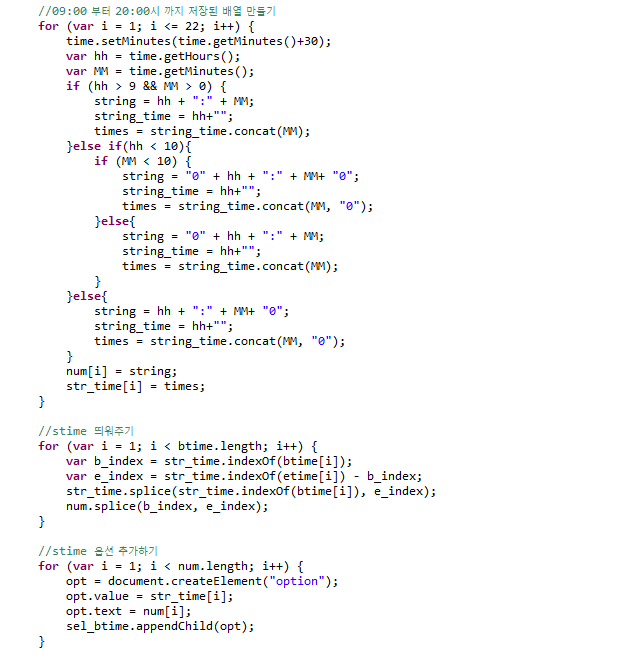 //09:00 부터 20:00시 까지 저장된 배열 만들기
for (var i = 1; i <= 22; i++) {
    time.setMinutes(time.getMinutes()+30);
    var hh = time.getHours();
    var MM = time.getMinutes();
    if (hh > 9 && MM > 0) {
        string = hh + ":" + MM;
        string_time = hh+"";
        times = string_time.concat(MM);
    }else if(hh < 10){
        if (MM < 10) {
            string = "0" + hh + ":" + MM+ "0";
            string_time = hh+"";
            times = string_time.concat(MM, "0");
        }else{
            string = "0" + hh + ":" + MM;
            string_time = hh+"";
            times = string_time.concat(MM);
        }
    }else{
        string = hh + ":" + MM+ "0";
        string_time = hh+"";
        times = string_time.concat(MM, "0");
    }
    num[i] = string;
    str_time[i] = times;
}

//stime 띄워주기
for (var i = 1; i < btime.length; i++) {
    var b_index = str_time.indexOf(btime[i]);
    var e_index = str_time.indexOf(etime[i]) - b_index;
    str_time.splice(str_time.indexOf(btime[i]), e_index);
    num.splice(b_index, e_index);
}

//stime 옵션 추가하기
for (var i = 1; i < num.length; i++) {
    opt = document.createElement("option");
    opt.value = str_time[i];
    opt.text = num[i];
    sel_btime.appendChild(opt);
}